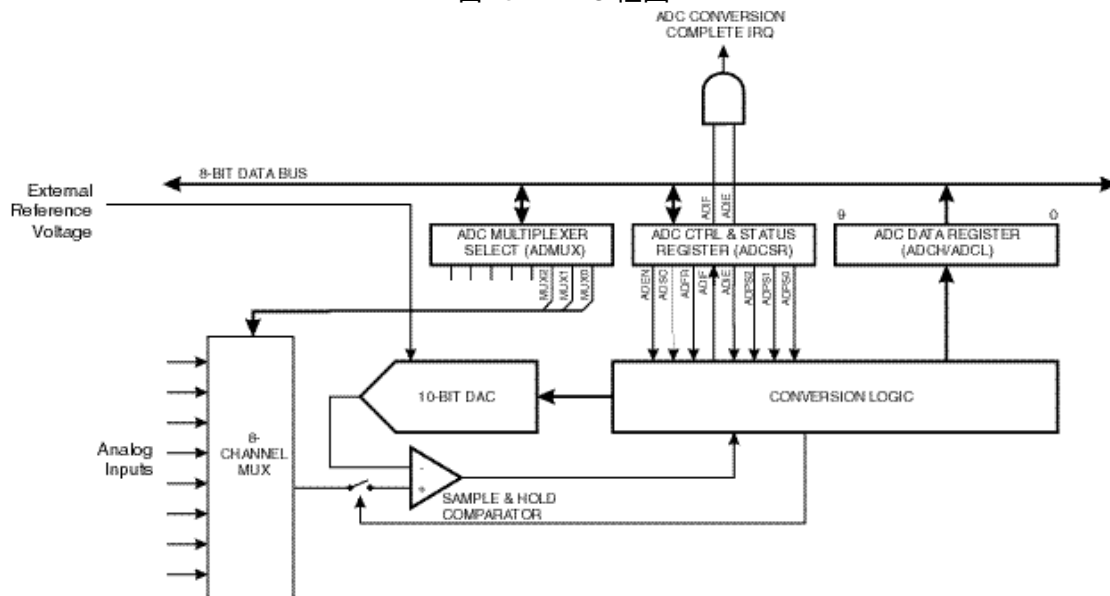 ADC CONVERSION
COMPLETE IRQ
8-BIT DATA BUS
External
Reference
Voltage
ADIF
ADIE
9
0
ADC MULTIPLEXER
SELECT (ADMUX)
ADC CTRL & STATUS
REGISTER (ADCSR)
ADC DATA REGISTER
(ADCH/ADCL)
MUX2
MUX1
MUX0
ADEN
ADSC
ADFR
ADIF
ADIE
ADPS2
ADPS1
ADPS0
10-BIT DAC
CONVERSION LOGIC
Analog
Inputs
8-
CHANNEL
MUX
-
+
SAMPLE & HOLD
COMPARATOR